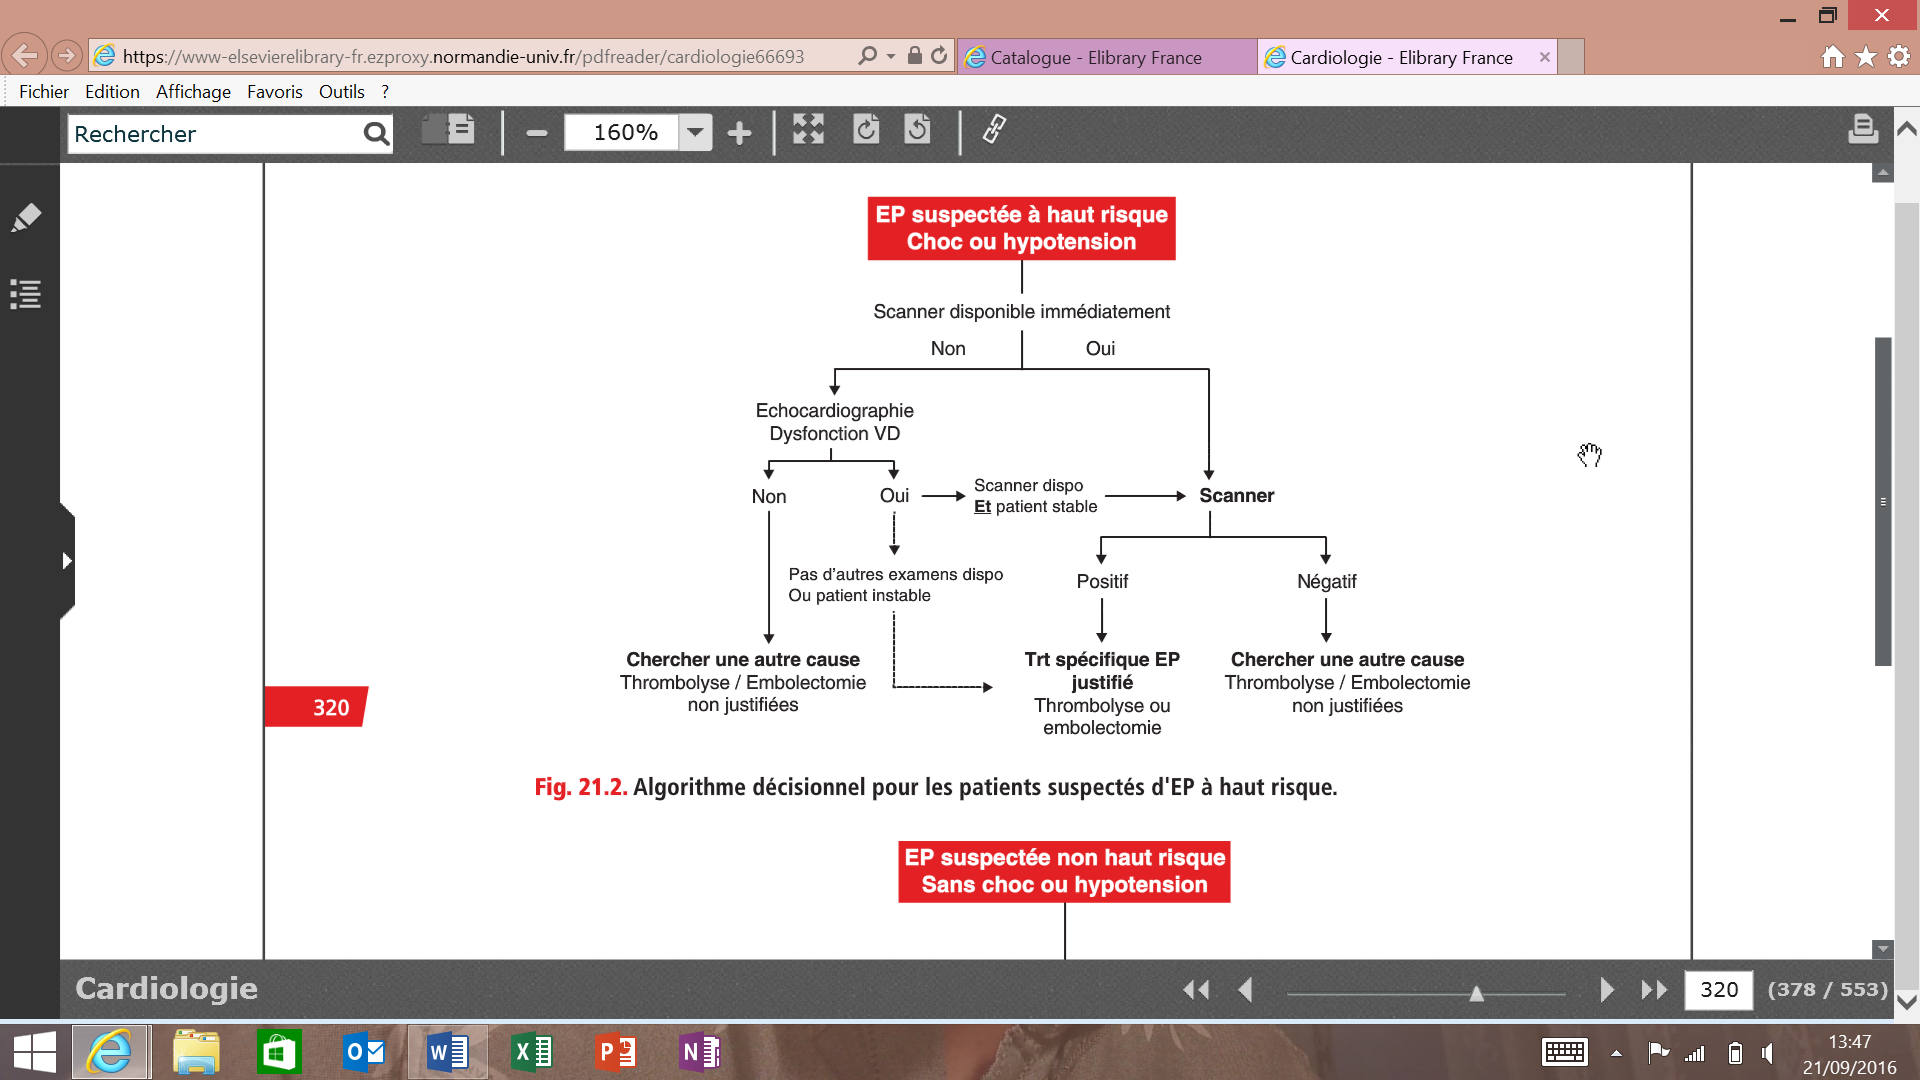 https://www-elsevierelibrary-fr.ezproxy.normandie-univ.fr/pdfreader/cardiologie66693
Catalogue - Elibrary France
Cardiologie - Elibrary France
Fichier Edition Affichage Favoris Outils ?
Rechercher
160%
EP suspectée à haut risque
Choc ou hypotension
Scanner disponible immédiatement
Non Oui
Echocardiographie
Dysfonction VD
Non
Oui
Scanner dispo
Et patient stable
Scanner
Pas d'autres examens dispo
Ou patient instable
Positif
Négatif
Chercher une autre cause
Thrombolyse / Embolectomie
non justifiées
Trt spécifique EP
justifié
Thrombolyse ou
embolectomie
Chercher une autre cause
Thrombolyse / Embolectomie
non justifiées
320
Fig. 21.2. Algorithme décisionnel pour les patients suspectés d'EP à haut risque.
EP suspectée non haut risque
Sans choc ou hypotension
Cardiologie
320
(378 / 553)
13:47
21/09/2016